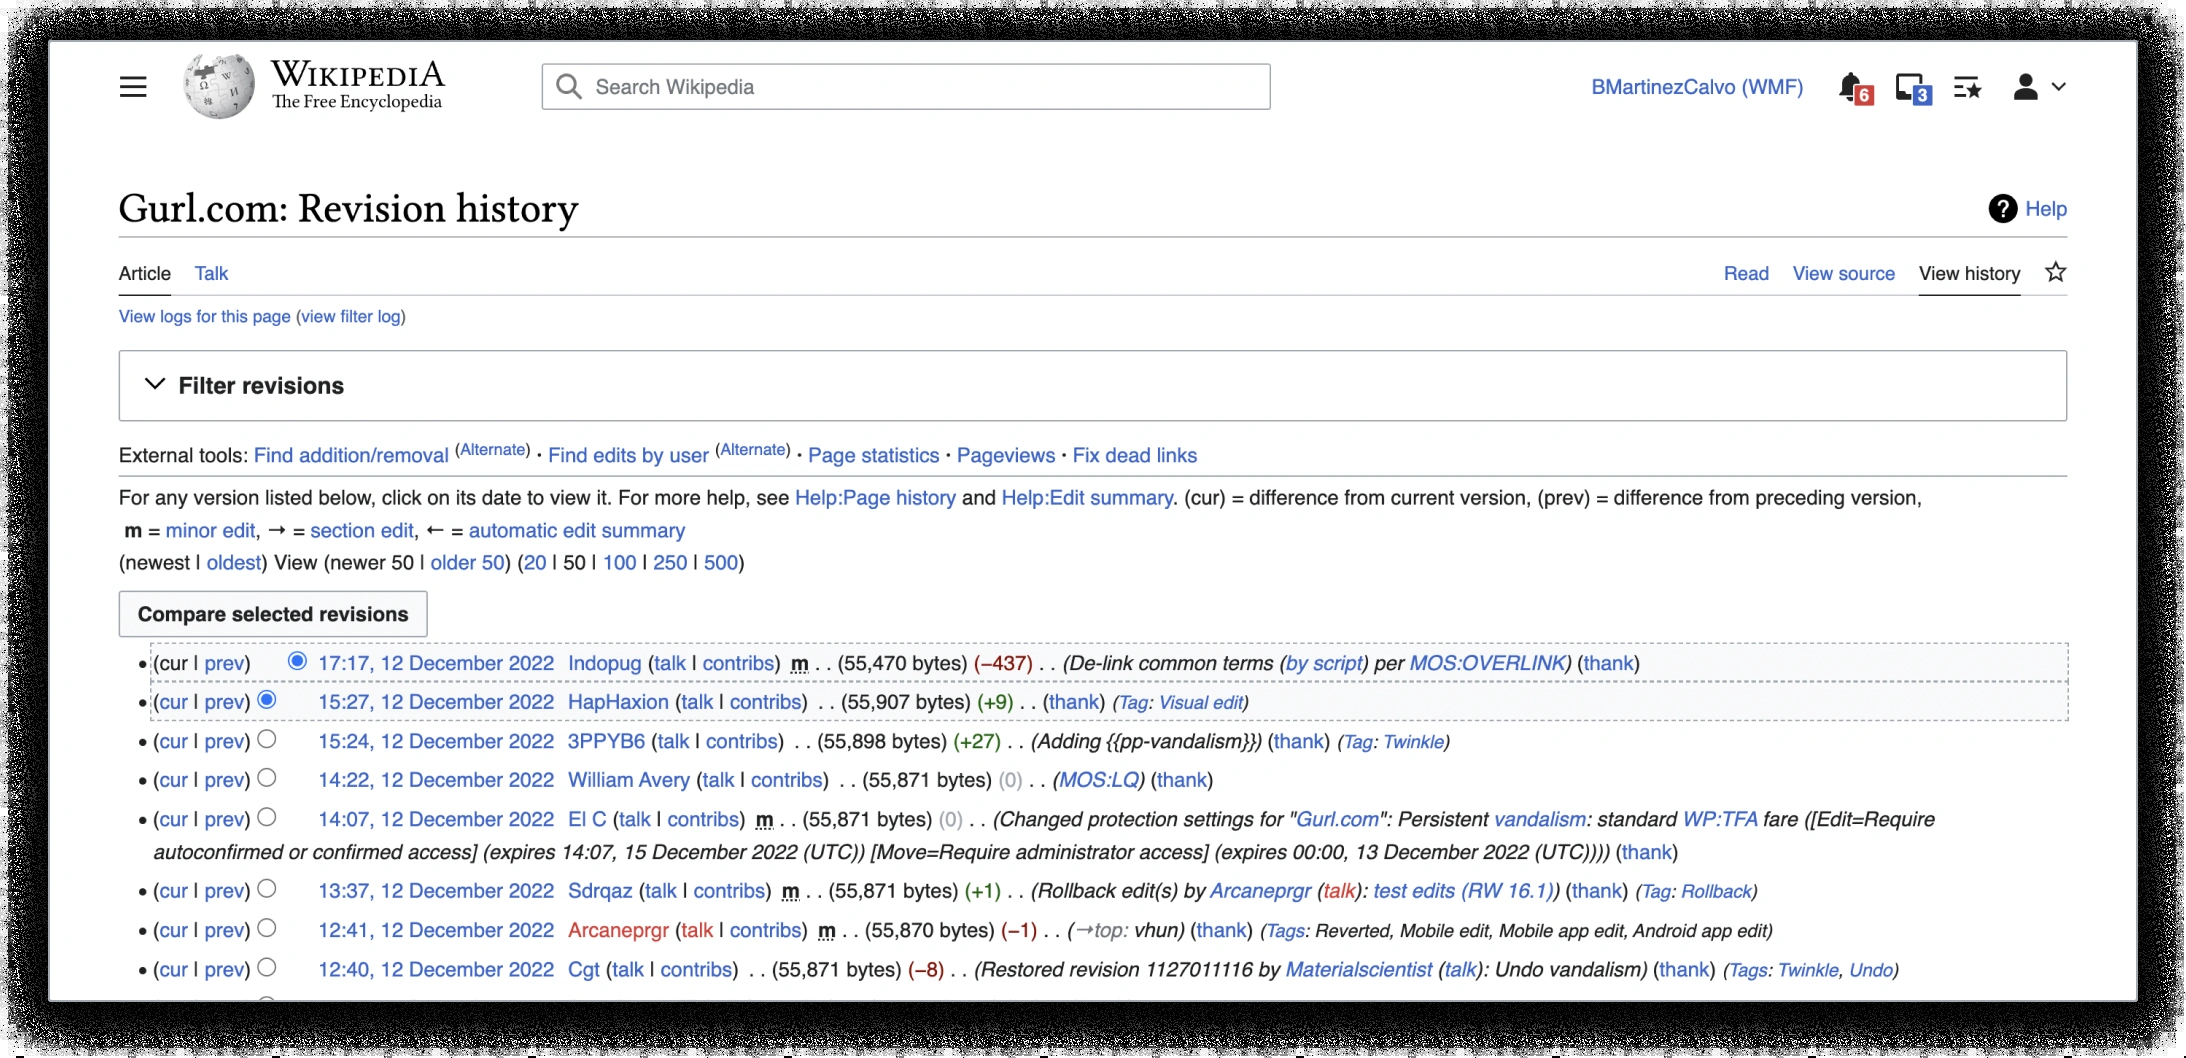 WIKIPEDIA
The Free Encyclopedia
Search Wikipedia
BMartinezCalvo (WMF)
6
3
Gurl.com: Revision history
? Help
Article Talk
Read View source View history
View logs for this page (view filter log)
Filter revisions
External tools: Find addition/removal (Alternate) · Find edits by user (Alternate) · Page statistics · Pageviews · Fix dead links
For any version listed below, click on its date to view it. For more help, see Help:Page history and Help:Edit summary. (cur) = difference from current version, (prev) = difference from preceding version,
m = minor edit, → = section edit, ← = automatic edit summary
(newest | oldest) View (newer 50 | older 50) (20 | 50 | 100 | 250 | 500)
Compare selected revisions
• (cur | prev) 17:17, 12 December 2022 Indopug (talk | contribs) m . . (55,470 bytes) (−437) . . (De-link common terms (by script) per MOS:OVERLINK) (thank)
• (cur | prev) 15:27, 12 December 2022 HapHaxion (talk | contribs) . . (55,907 bytes) (+9) . . (thank) (Tag: Visual edit)
• (cur | prev) 15:24, 12 December 2022 3PPYB6 (talk | contribs) . . (55,898 bytes) (+27) . . (Adding {{pp-vandalism}}) (thank) (Tag: Twinkle)
• (cur | prev) 14:22, 12 December 2022 William Avery (talk | contribs) . . (55,871 bytes) (0) . . (MOS:LQ) (thank)
• (cur | prev) 14:07, 12 December 2022 El C (talk | contribs) m . . (55,871 bytes) (0) . . (Changed protection settings for "Gurl.com": Persistent vandalism: standard WP:TFA fare ([Edit=Require
autoconfirmed or confirmed access] (expires 14:07, 15 December 2022 (UTC)) [Move=Require administrator access] (expires 00:00, 13 December 2022 (UTC)))) (thank)
• (cur | prev) 13:37, 12 December 2022 Sdrqaz (talk | contribs) m . . (55,871 bytes) (+1) . . (Rollback edit(s) by Arcaneprgr (talk): test edits (RW 16.1)) (thank) (Tag: Rollback)
• (cur | prev) 12:41, 12 December 2022 Arcaneprgr (talk | contribs) m . . (55,870 bytes) (−1) . . (→top: vhun) (thank) (Tags: Reverted, Mobile edit, Mobile app edit, Android app edit)
• (cur | prev) 12:40, 12 December 2022 Cgt (talk | contribs) . . (55,871 bytes) (−8) . . (Restored revision 1127011116 by Materialscientist (talk): Undo vandalism) (thank) (Tags: Twinkle, Undo)